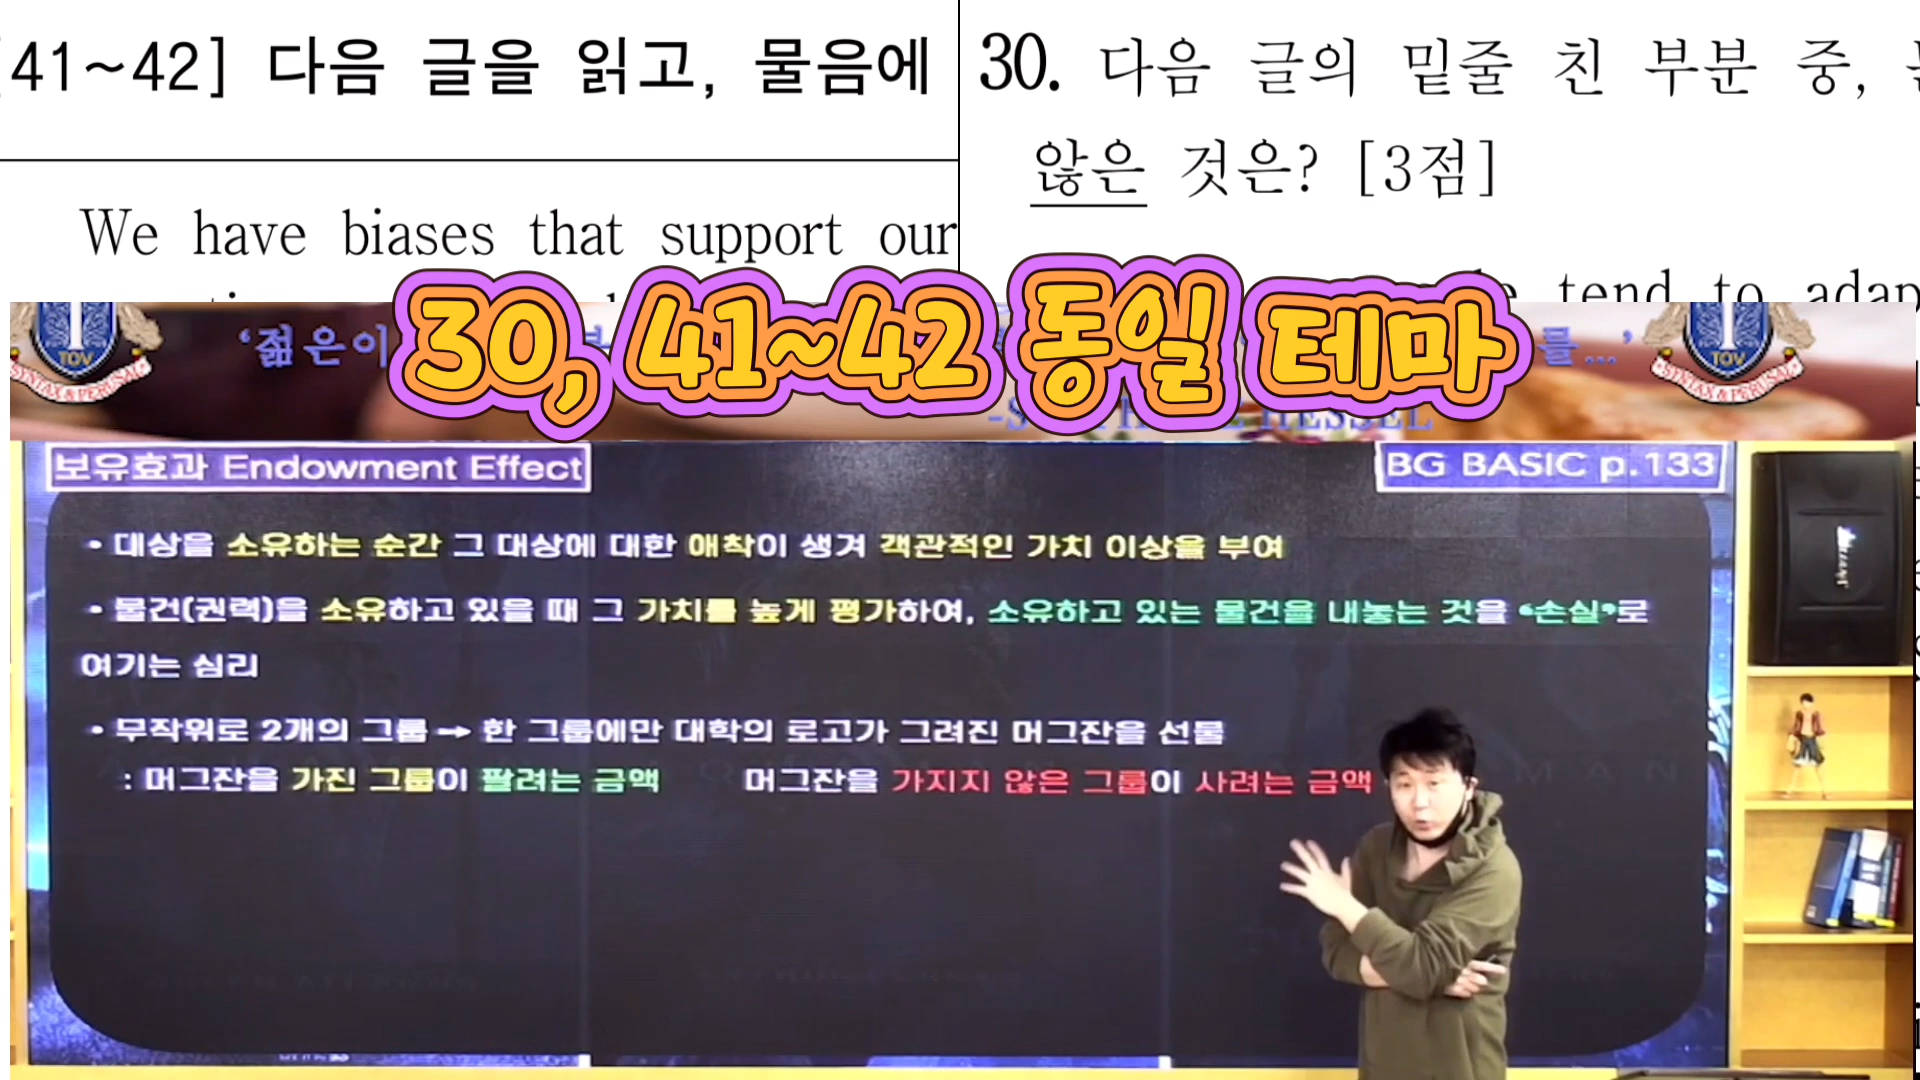 41~42] 다음 글을 읽고, 물음에
We have biases that support our
30. 다음 글의 밑줄 친 부분 중,
않은 것은? [3점]
tend to adap
30, 41~42 동일 테마
‘젊은이
를...’
TOV
SYNTAX & PERUSAL
TOV
SYNTAX & PERUSAL
HESSEL
보유효과 Endowment Effect
BG BASIC p.133
• 대상을 소유하는 순간 그 대상에 대한 애착이 생겨 객관적인 가치 이상을 부여
• 물건(권력)을 소유하고 있을 때 그 가치를 높게 평가하여, 소유하고 있는 물건을 내놓는 것을 “손실”로
여기는 심리
• 무작위로 2개의 그룹 → 한 그룹에만 대학의 로고가 그려진 머그잔을 선물
: 머그잔을 가진 그룹이 팔려는 금액 머그잔을 가지지 않은 그룹이 사려는 금액